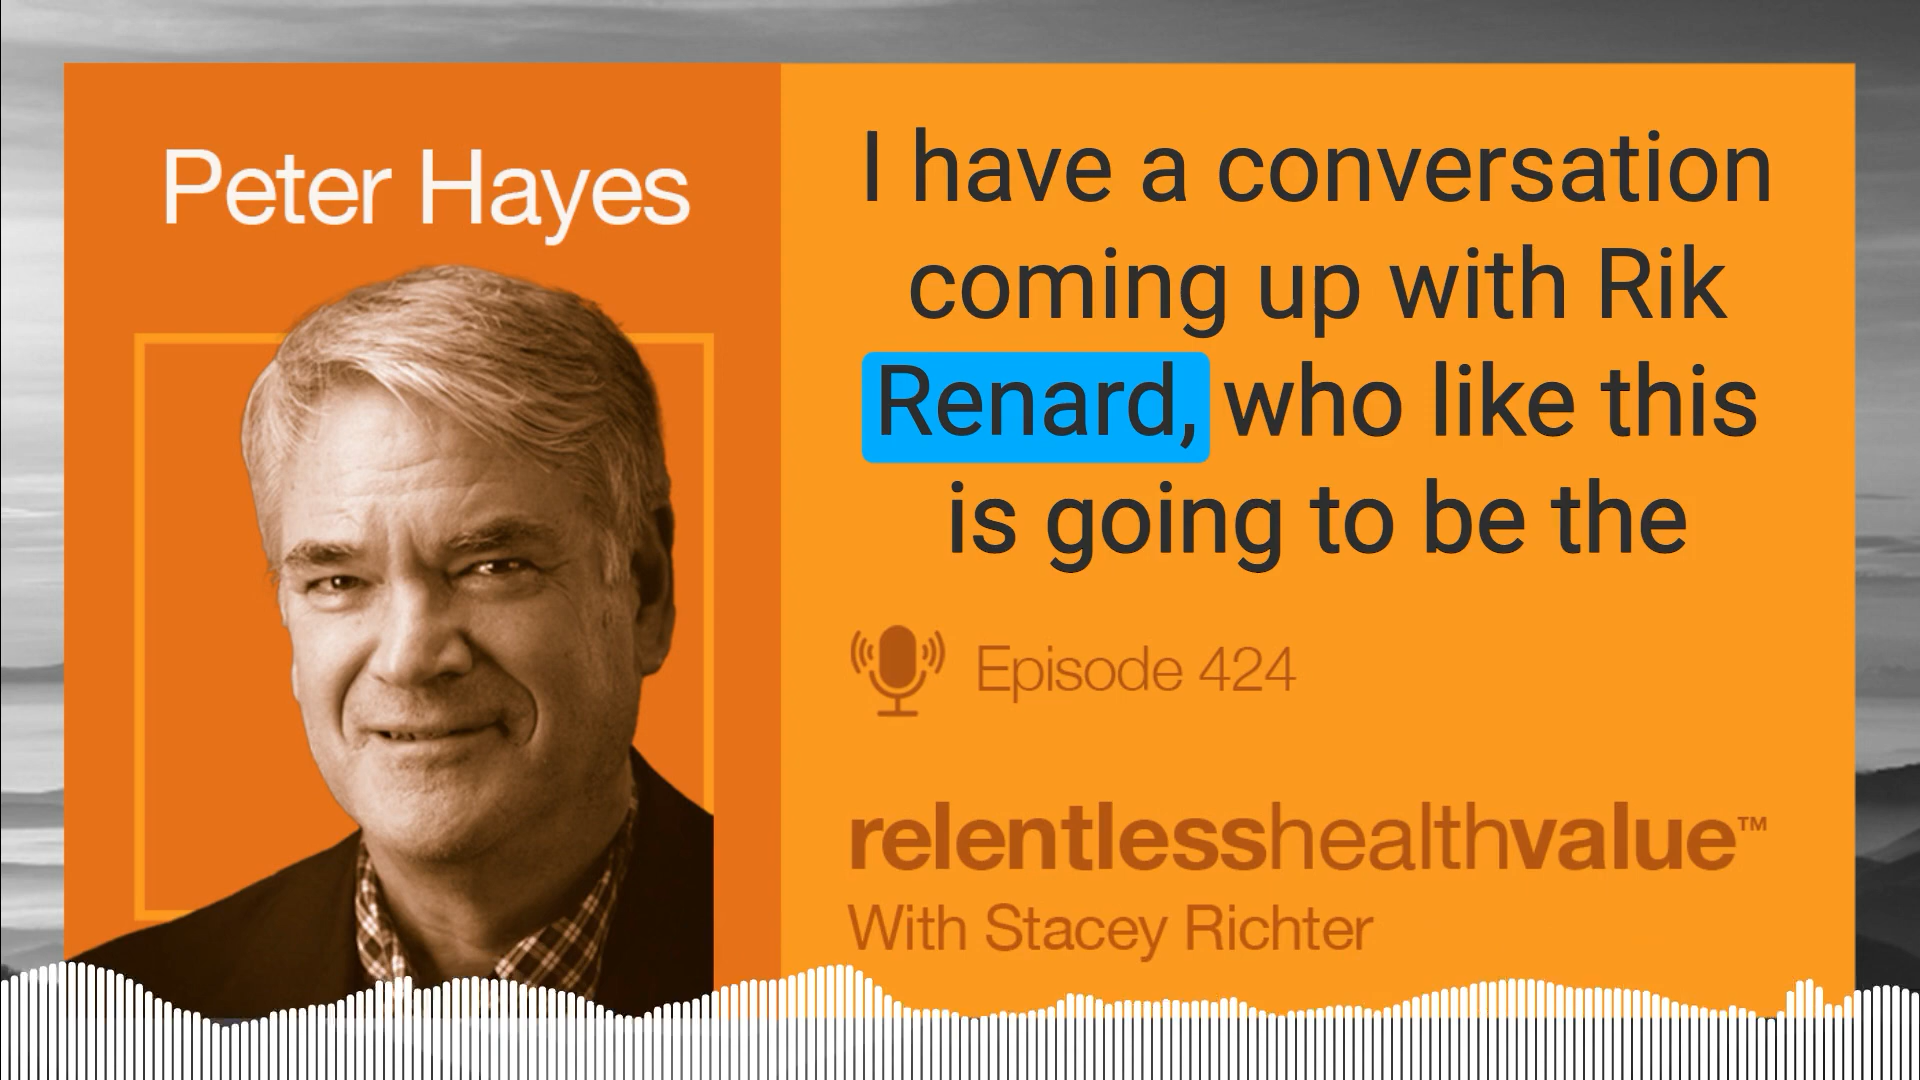 Peter Hayes
I have a conversation
coming up with Rik
Renard, who like this
is going to be the
Episode 424
relentlesshealthvalue™
With Stacey Richter